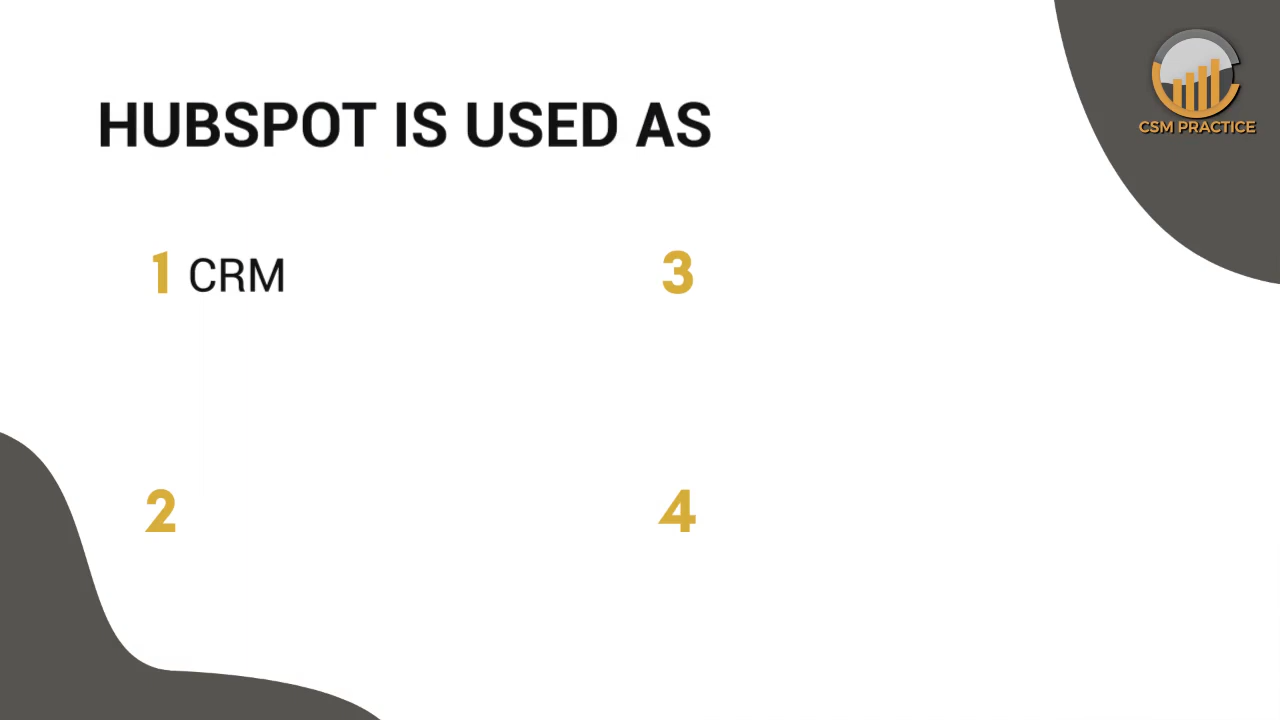 CSM PRACTICE
HUBSPOT IS USED AS
1 CRM
2
3
4